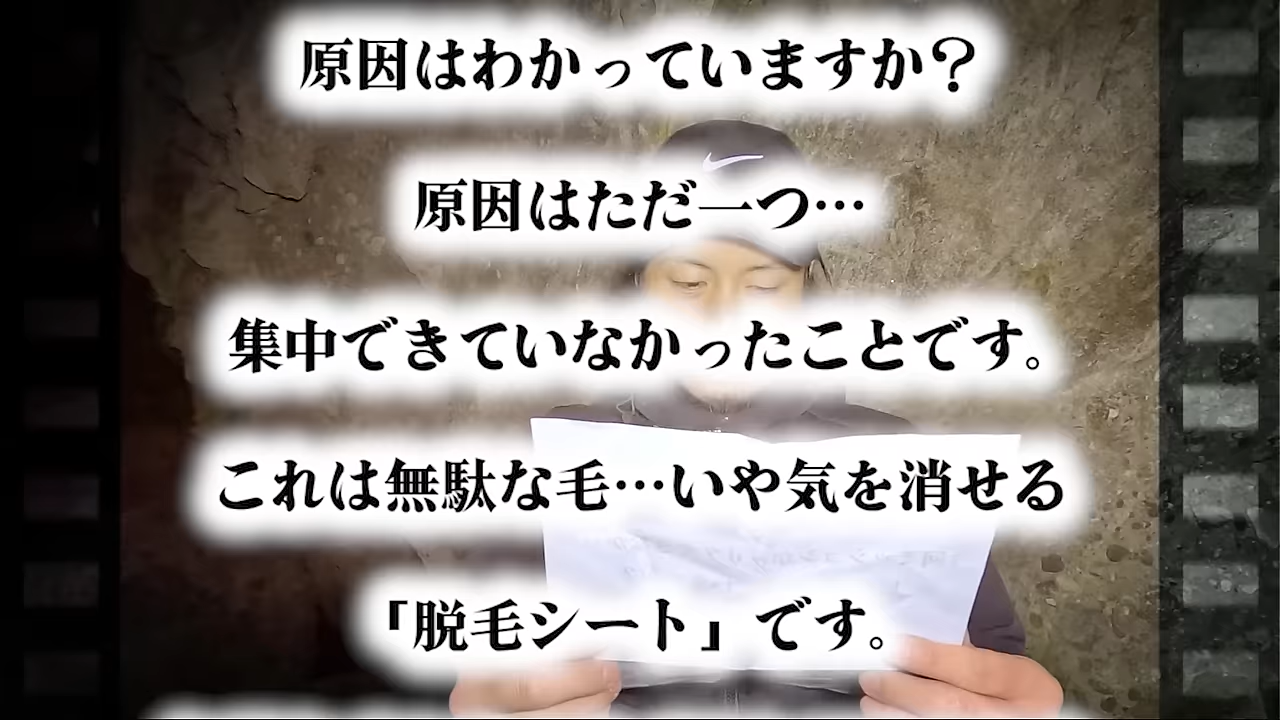 原因はわかっていますか？
原因はただ一つ…
集中できていなかったことです。
これは無駄な毛…いや気を消せる
「脱毛シート」です。